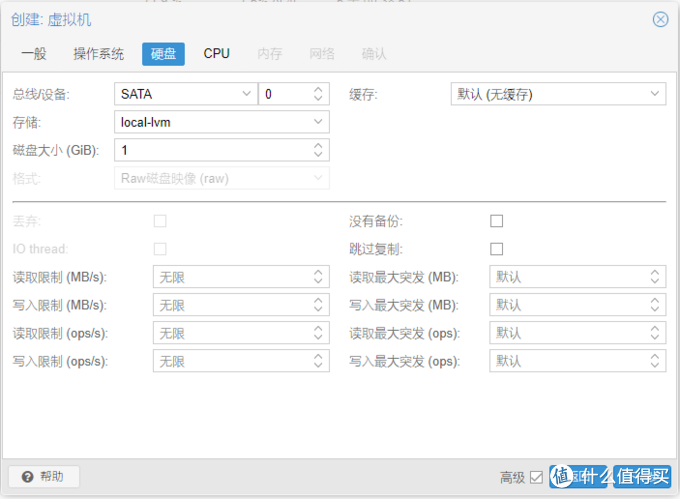 创建: 虚拟机
一般 操作系统 硬盘 CPU 内存 网络 确认
总线/设备: SATA 0 缓存: 默认 (无缓存)
存储: local-lvm
磁盘大小 (GiB): 1
格式: Raw磁盘映像 (raw)
丢弃: 没有备份:
IO thread: 跳过复制:
读取限制 (MB/s): 无限 读取最大突发 (MB): 默认
写入限制 (MB/s): 无限 写入最大突发 (MB): 默认
读取限制 (ops/s): 无限 读取最大突发 (ops): 默认
写入限制 (ops/s): 无限 写入最大突发 (ops): 默认
帮助 高级 值 什么值得买